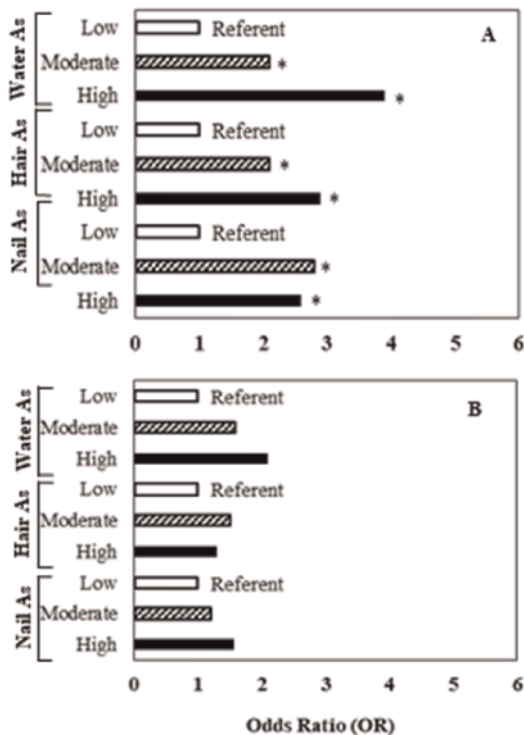 A
Water As
Low Referent
Moderate *
High *
Hair As
Low Referent
Moderate *
High *
Nail As
Low Referent
Moderate *
High *
0 1 2 3 4 5 6
B
Water As
Low Referent
Moderate
High
Hair As
Low Referent
Moderate
High
Nail As
Low Referent
Moderate
High
0 1 2 3 4 5 6
Odds Ratio (OR)